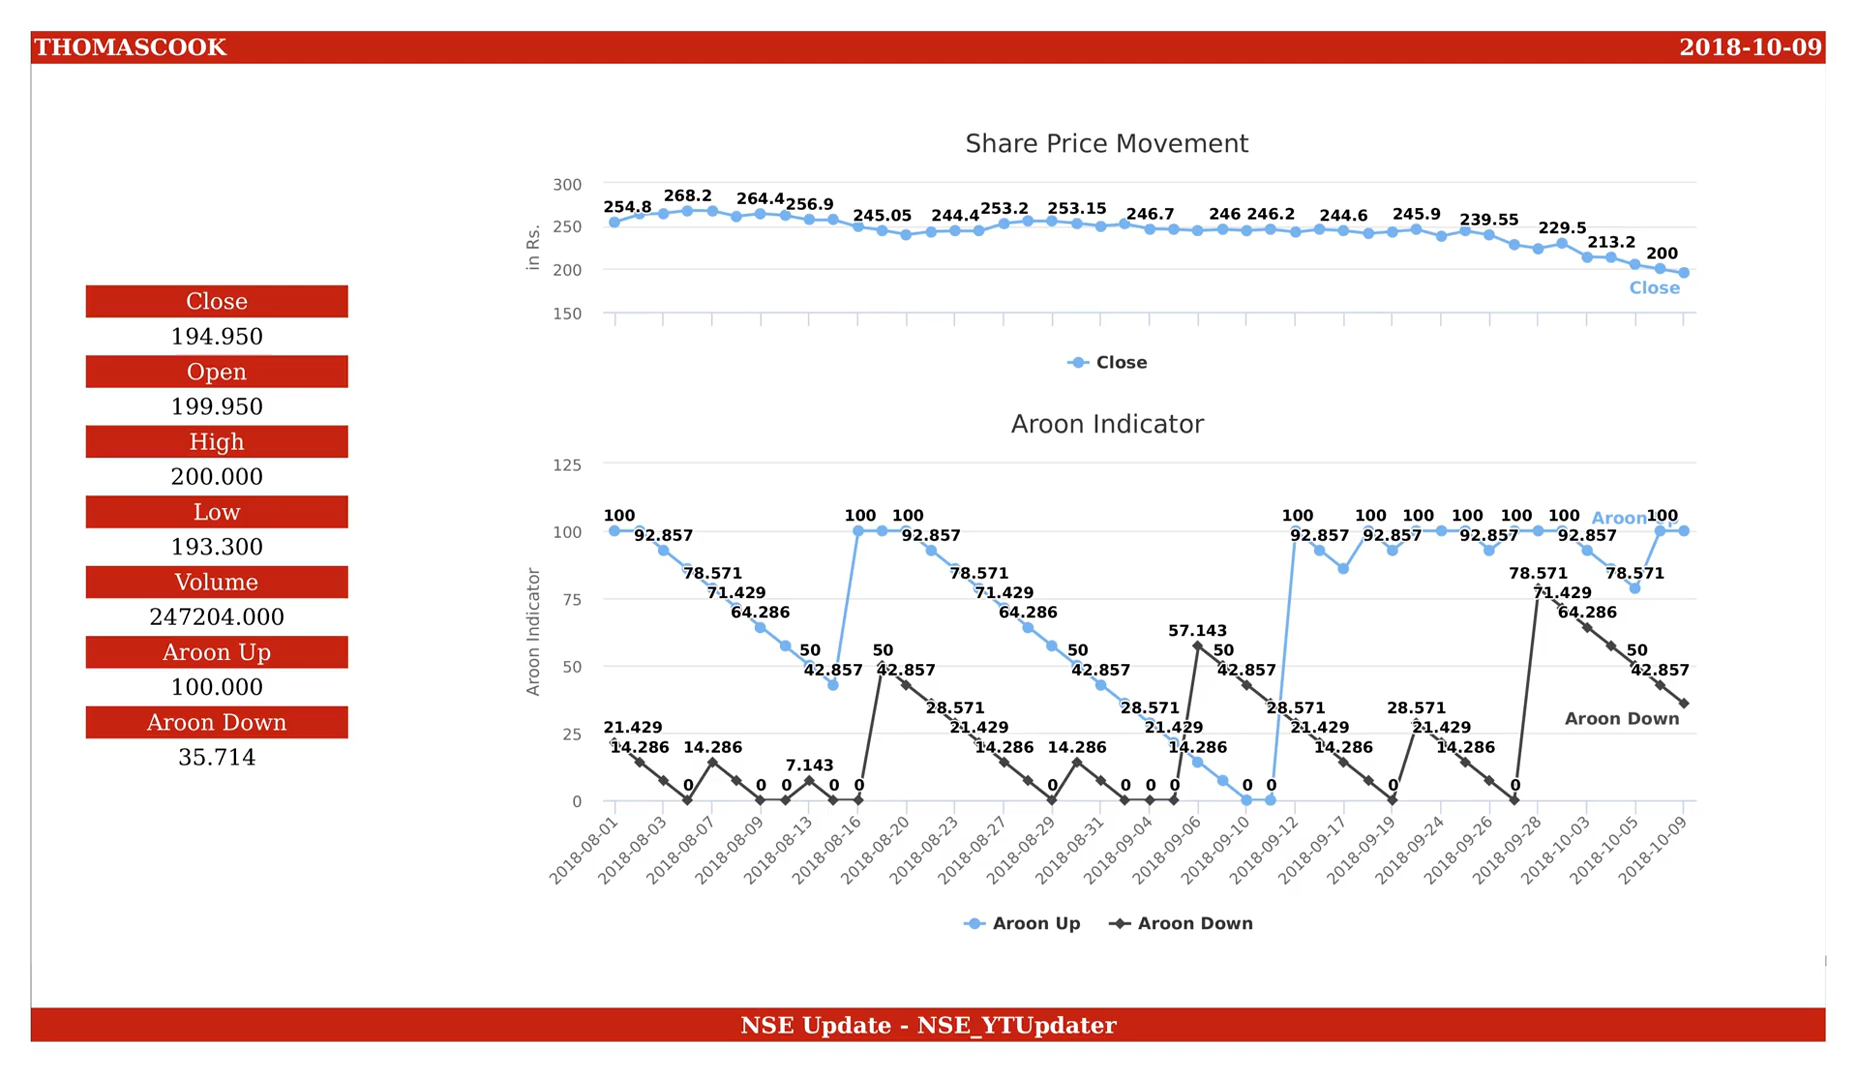 THOMASCOOK 2018-10-09
Close
194.950
Open
199.950
High
200.000
Low
193.300
Volume
247204.000
Aroon Up
100.000
Aroon Down
35.714
Share Price Movement
in Rs.
300
250
200
150
254.8 268.2 264.4 256.9 245.05 244.4 253.2 253.15 246.7 246 246.2 244.6 245.9 239.55 229.5 213.2 200
Close
Close
Aroon Indicator
Aroon Indicator
125
100
75
50
25
0
100 100 100 100 100 100 100 100 100 100
Aroon Up
92.857 92.857 92.857 92.857 92.857 92.857
78.571 78.571 78.571 78.571
71.429 71.429 71.429
64.286 64.286 64.286
57.143
50 50 50 50 50
42.857 42.857 42.857 42.857 42.857
28.571 28.571 28.571 28.571
Aroon Down
21.429 21.429 21.429 21.429 21.429
14.286 14.286 14.286 14.286 14.286 14.286 14.286
7.143
0 0 0 0 0 0 0 0 0 0 0 0
2018-08-01 2018-08-03 2018-08-07 2018-08-09 2018-08-13 2018-08-16 2018-08-20 2018-08-23 2018-08-27 2018-08-29 2018-08-31 2018-09-04 2018-09-06 2018-09-10 2018-09-12 2018-09-17 2018-09-19 2018-09-24 2018-09-26 2018-09-28 2018-10-03 2018-10-05 2018-10-09
Aroon Up Aroon Down
NSE Update - NSE_YTUpdater